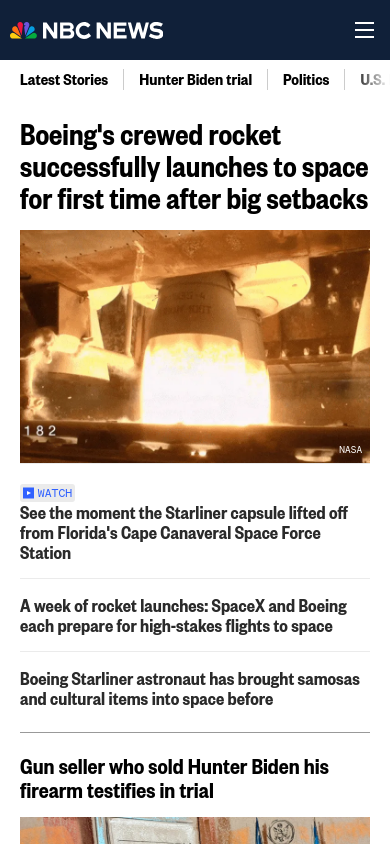 NBC NEWS
Latest Stories
Hunter Biden trial
Politics
U.S.
Boeing's crewed rocket
successfully launches to space
for first time after big setbacks
182
NASA
WATCH
See the moment the Starliner capsule lifted off
from Florida's Cape Canaveral Space Force
Station
A week of rocket launches: SpaceX and Boeing
each prepare for high-stakes flights to space
Boeing Starliner astronaut has brought samosas
and cultural items into space before
Gun seller who sold Hunter Biden his
firearm testifies in trial